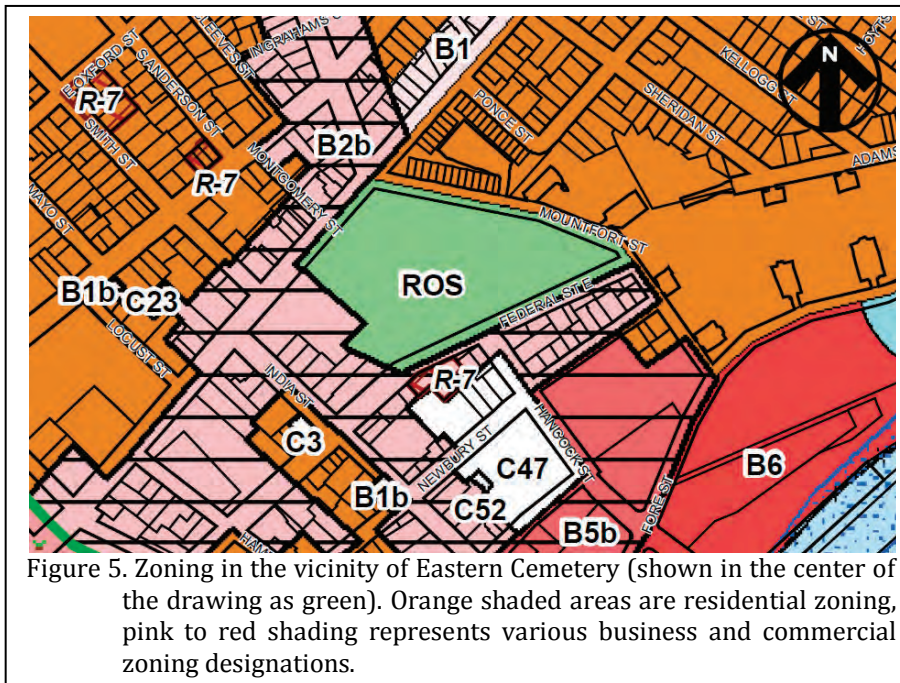 INGRAHAMS
B1
N
KELLOGG ST
OXFORD ST
SANDERSON ST
R-7
PONCE ST
SHERIDAN ST
SMITH ST
B2b
ADAMS
R-7
MONTGOMERY ST
MAYO ST
MOUNTFORT ST
ROS
B1b
C23
FEDERAL ST E
LOCUST ST
INDIA ST
R-7
HANCOCK ST
C3
NEWBURY ST
C47
B6
B1b
C52
FORE ST
B5b
Figure 5. Zoning in the vicinity of Eastern Cemetery (shown in the center of
the drawing as green). Orange shaded areas are residential zoning,
pink to red shading represents various business and commercial
zoning designations.